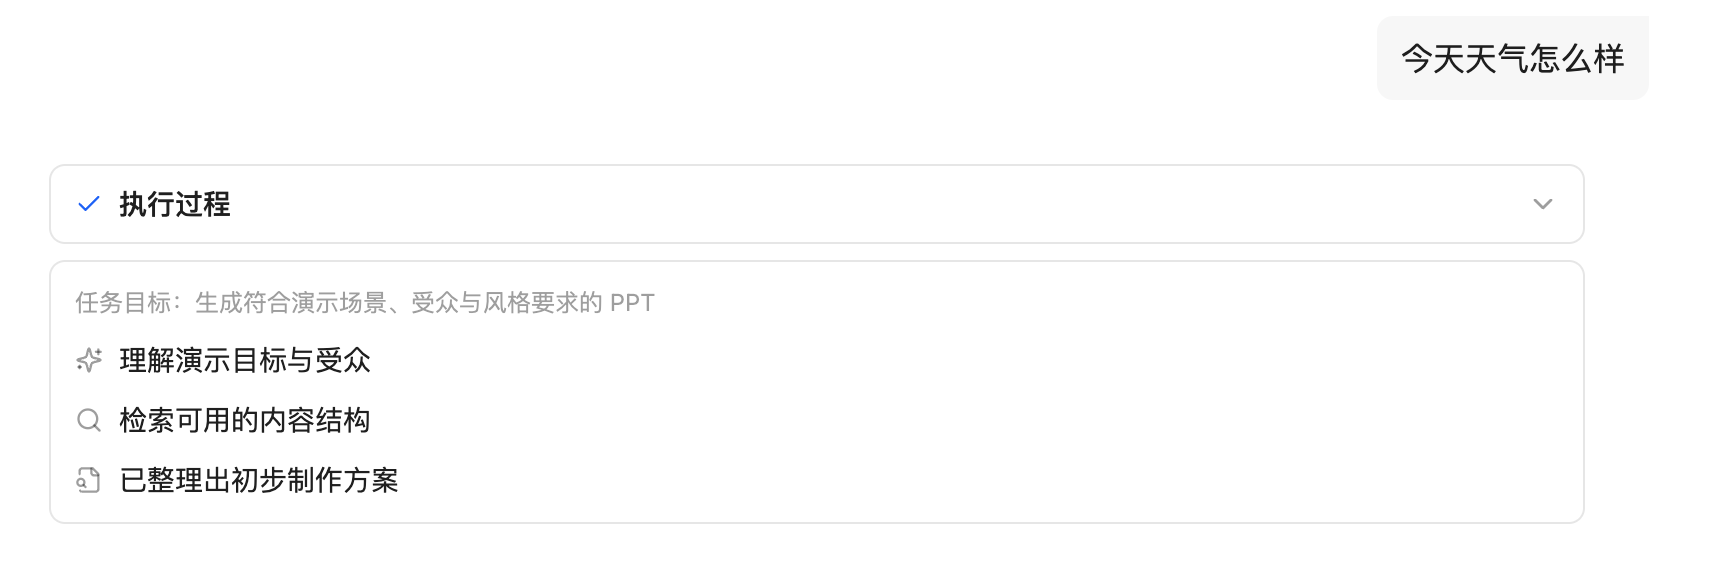 今天天气怎么样
执行过程
任务目标：生成符合演示场景、受众与风格要求的 PPT
理解演示目标与受众
检索可用的内容结构
已整理出初步制作方案